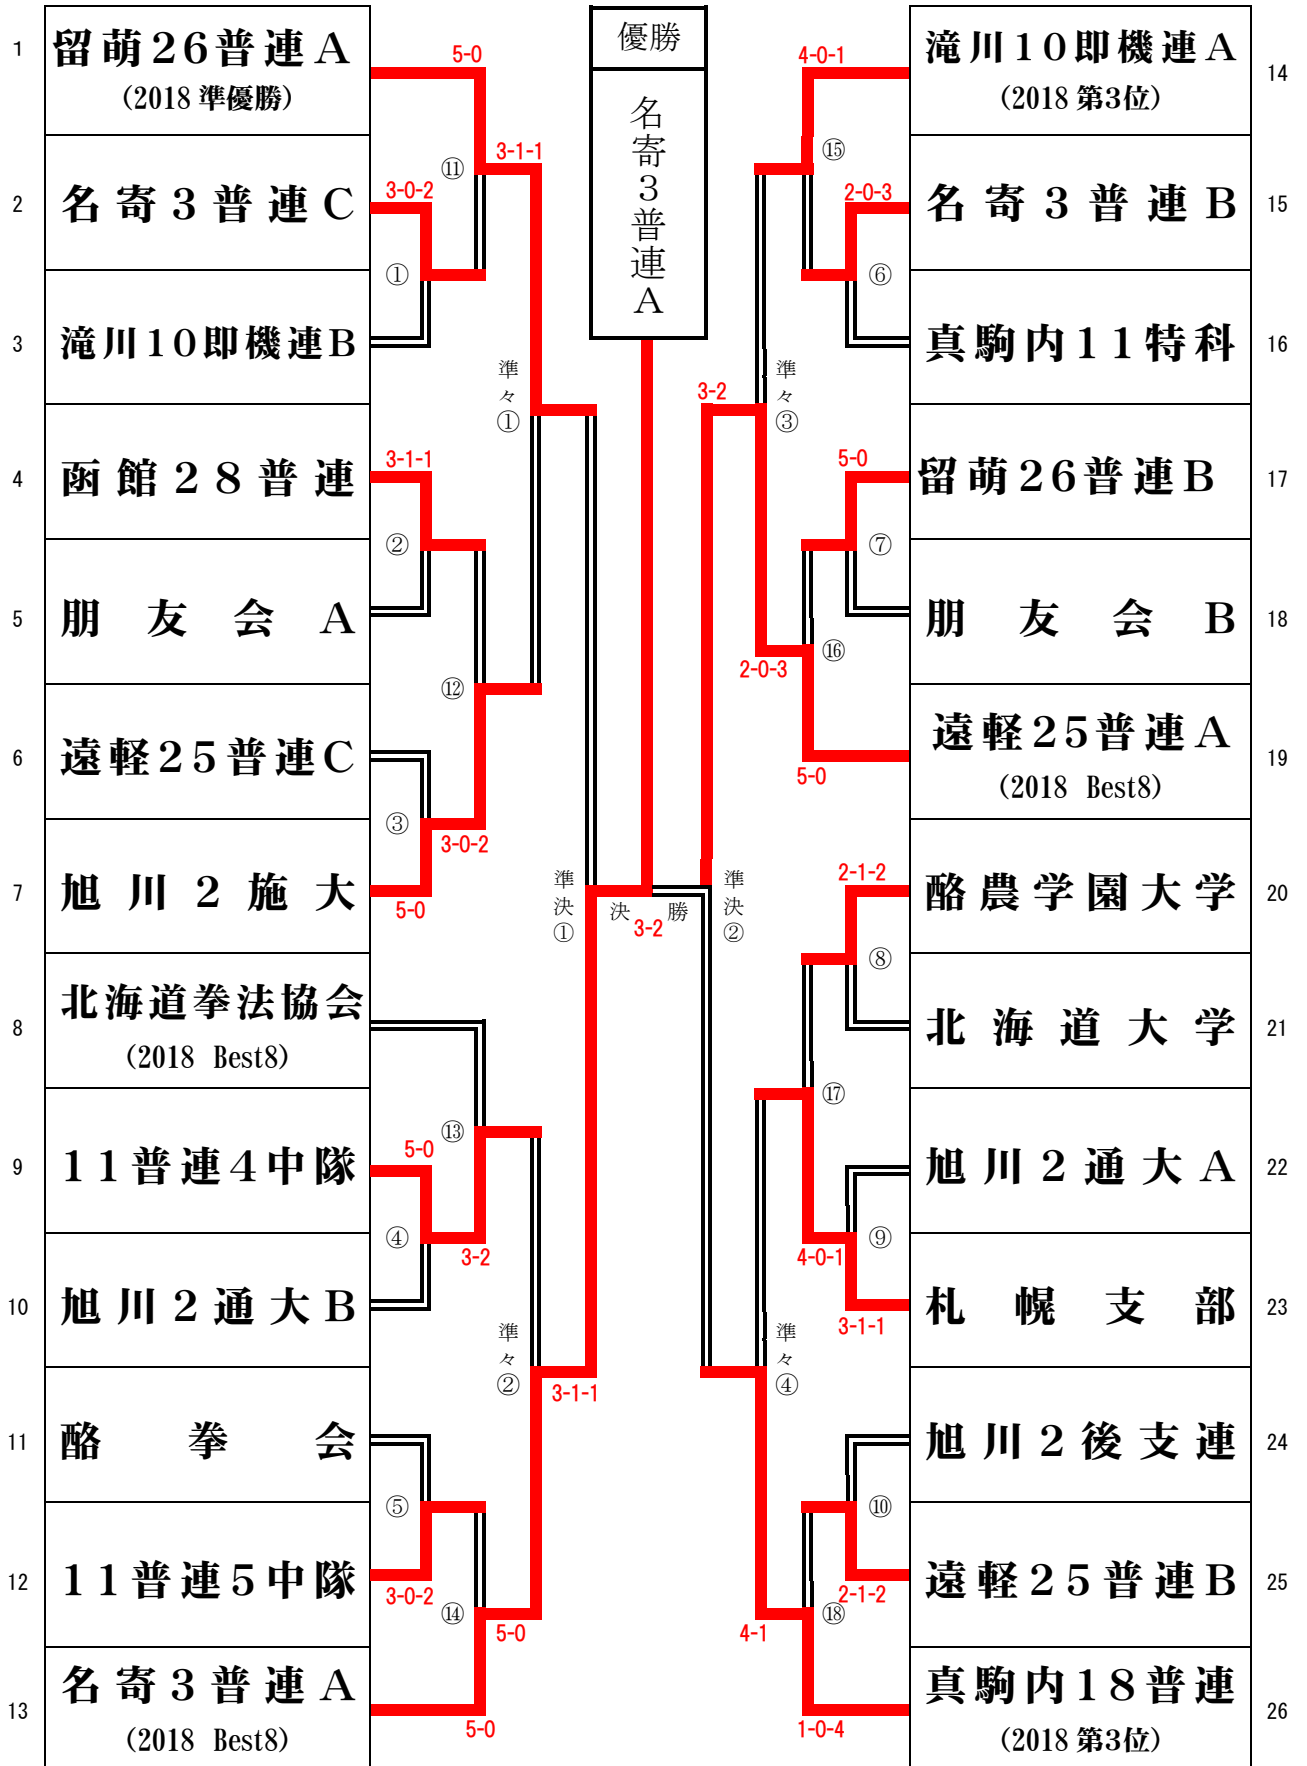 優勝
名寄３普連Ａ
1
留萌26普連A
(2018 準優勝)
5-0
2
名寄3普連C
3-0-2
⑪
3-1-1
①
3
滝川10即機連B
準々①
4
函館28普連
3-1-1
②
5
朋友会A
⑫
6
遠軽25普連C
③
3-0-2
7
旭川2施大
5-0
準決①
決勝
3-2
準決②
8
北海道拳法協会
(2018 Best8)
⑬
9
11普連4中隊
5-0
④
3-2
10
旭川2通大B
準々②
3-1-1
11
酪拳会
⑤
12
11普連5中隊
3-0-2
⑭
5-0
13
名寄3普連A
(2018 Best8)
5-0
4-0-1
滝川10即機連A
(2018 第3位)
14
⑮
2-0-3
名寄3普連B
15
⑥
真駒内11特科
16
準々③
3-2
5-0
留萌26普連B
17
⑦
朋友会B
18
⑯
2-0-3
遠軽25普連A
(2018 Best8)
19
5-0
2-1-2
酪農学園大学
20
⑧
北海道大学
21
⑰
旭川2通大A
22
4-0-1
⑨
札幌支部
23
3-1-1
準々④
旭川2後支連
24
⑩
遠軽25普連B
25
2-1-2
⑱
4-1
真駒内18普連
(2018 第3位)
26
1-0-4